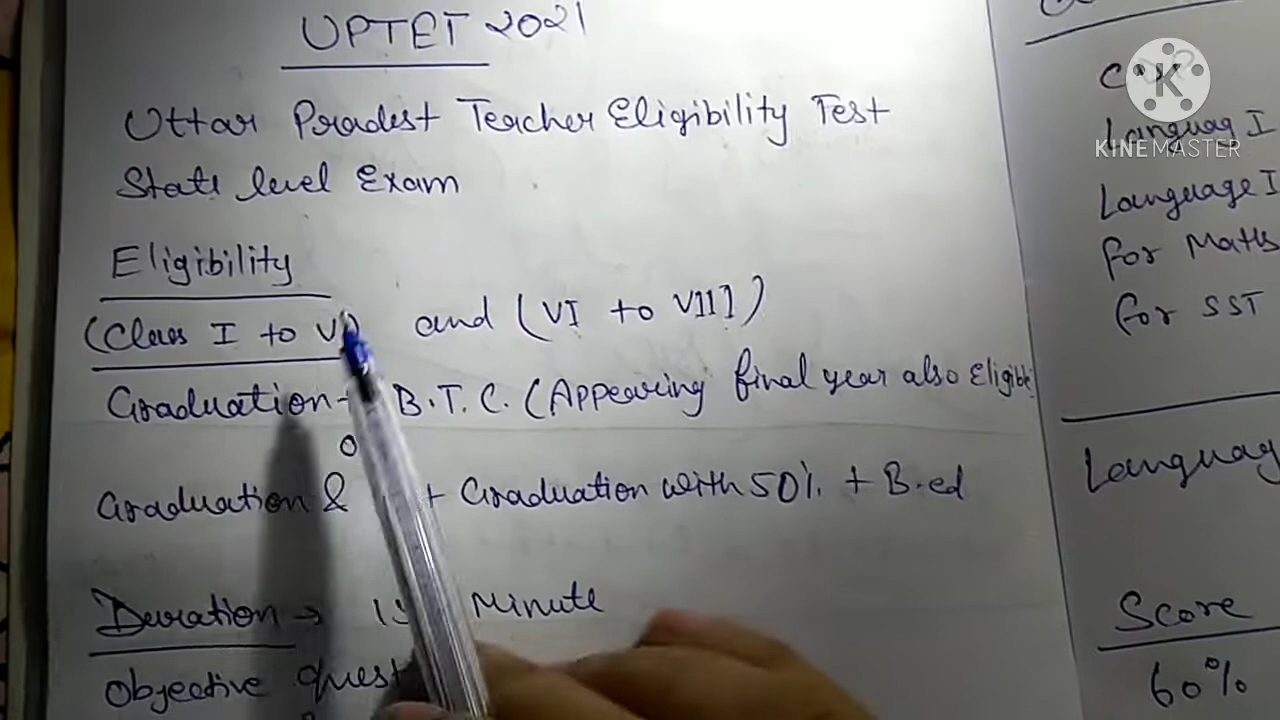 UPTET 2021
Uttar Pradest Teacher Eligibility Test
State level Exam
Eligibility
(Class I to V) and (VI to VIII)
Graduation + B.T.C. (Appearing final year also Eligible
Graduation & + Graduation with 50% + B.ed
Duration → Minute
Objective
Language I
Language I
for Maths
for SST
Languag
Score
60%
K
KINEMASTER